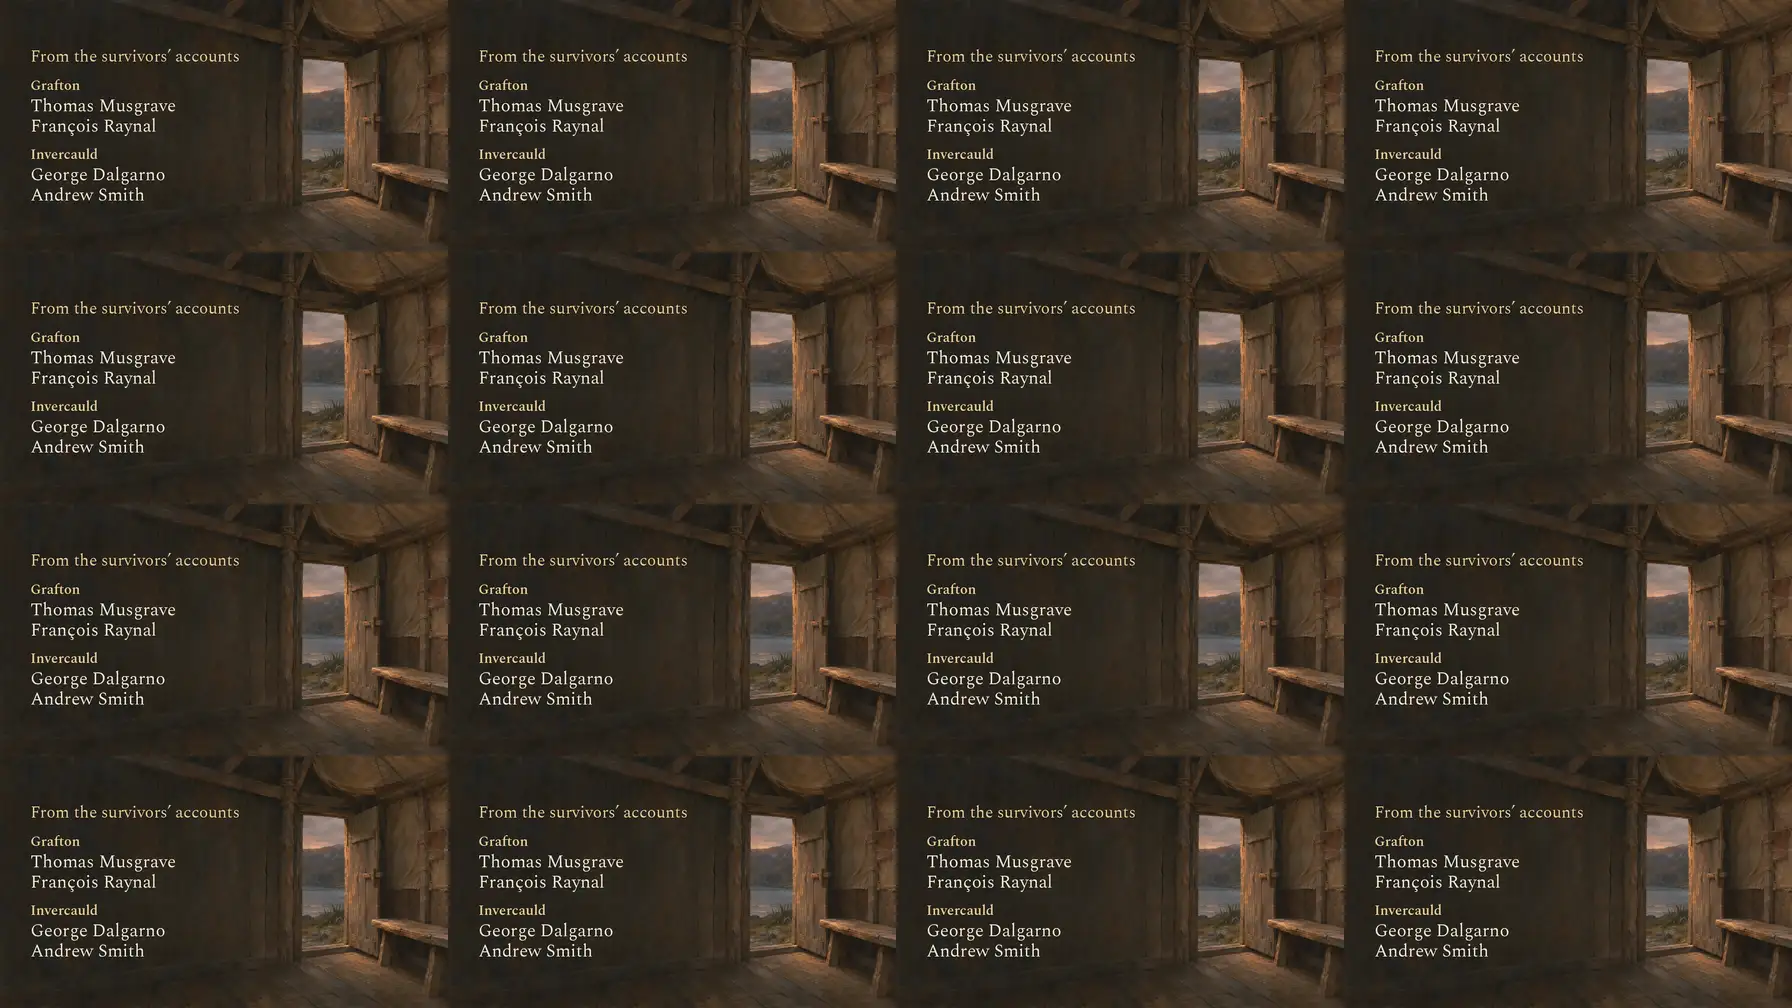 From the survivors’ accounts
Grafton
Thomas Musgrave
François Raynal
Invercauld
George Dalgarno
Andrew Smith
From the survivors’ accounts
Grafton
Thomas Musgrave
François Raynal
Invercauld
George Dalgarno
Andrew Smith
From the survivors’ accounts
Grafton
Thomas Musgrave
François Raynal
Invercauld
George Dalgarno
Andrew Smith
From the survivors’ accounts
Grafton
Thomas Musgrave
François Raynal
Invercauld
George Dalgarno
Andrew Smith
From the survivors’ accounts
Grafton
Thomas Musgrave
François Raynal
Invercauld
George Dalgarno
Andrew Smith
From the survivors’ accounts
Grafton
Thomas Musgrave
François Raynal
Invercauld
George Dalgarno
Andrew Smith
From the survivors’ accounts
Grafton
Thomas Musgrave
François Raynal
Invercauld
George Dalgarno
Andrew Smith
From the survivors’ accounts
Grafton
Thomas Musgrave
François Raynal
Invercauld
George Dalgarno
Andrew Smith
From the survivors’ accounts
Grafton
Thomas Musgrave
François Raynal
Invercauld
George Dalgarno
Andrew Smith
From the survivors’ accounts
Grafton
Thomas Musgrave
François Raynal
Invercauld
George Dalgarno
Andrew Smith
From the survivors’ accounts
Grafton
Thomas Musgrave
François Raynal
Invercauld
George Dalgarno
Andrew Smith
From the survivors’ accounts
Grafton
Thomas Musgrave
François Raynal
Invercauld
George Dalgarno
Andrew Smith
From the survivors’ accounts
Grafton
Thomas Musgrave
François Raynal
Invercauld
George Dalgarno
Andrew Smith
From the survivors’ accounts
Grafton
Thomas Musgrave
François Raynal
Invercauld
George Dalgarno
Andrew Smith
From the survivors’ accounts
Grafton
Thomas Musgrave
François Raynal
Invercauld
George Dalgarno
Andrew Smith
From the survivors’ accounts
Grafton
Thomas Musgrave
François Raynal
Invercauld
George Dalgarno
Andrew Smith